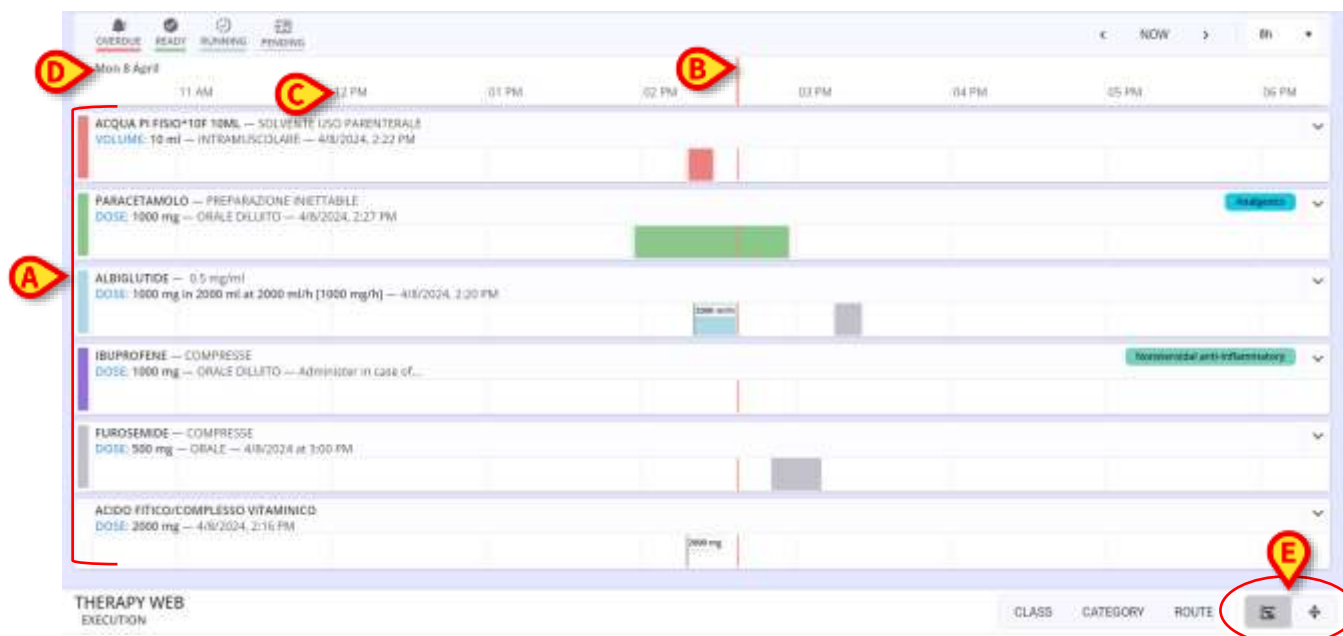 OVERDUE READY RUNNING PENDING
< NOW > 8h
D Mon 8 April
B
11 AM C 12 PM 01 PM 02 PM 03 PM 04 PM 05 PM 06 PM
ACQUA PI FISIO*10F 10ML — SOLVENTE USO PARENTERALE
VOLUME: 10 ml — INTRAMUSCOLARE — 4/8/2024, 2:22 PM
PARACETAMOLO — PREPARAZIONE INIETTABILE
Analgesics
DOSE: 1000 mg — ORALE DILUITO — 4/8/2024, 2:27 PM
A
ALBIGLUTIDE — 0.5 mg/ml
DOSE: 1000 mg in 2000 ml at 2000 ml/h [1000 mg/h] — 4/8/2024, 2:20 PM
IBUPROFENE — COMPRESSE
Nonsteroidal anti-inflammatory
DOSE: 1000 mg — ORALE DILUITO — Administer in case of...
FUROSEMIDE — COMPRESSE
DOSE: 500 mg — ORALE — 4/8/2024 at 3:00 PM
ACIDO FITICO/COMPLESSO VITAMINICO
DOSE: 2000 mg — 4/8/2024, 2:16 PM
2000 mg
E
THERAPY WEB
EXECUTION
CLASS CATEGORY ROUTE